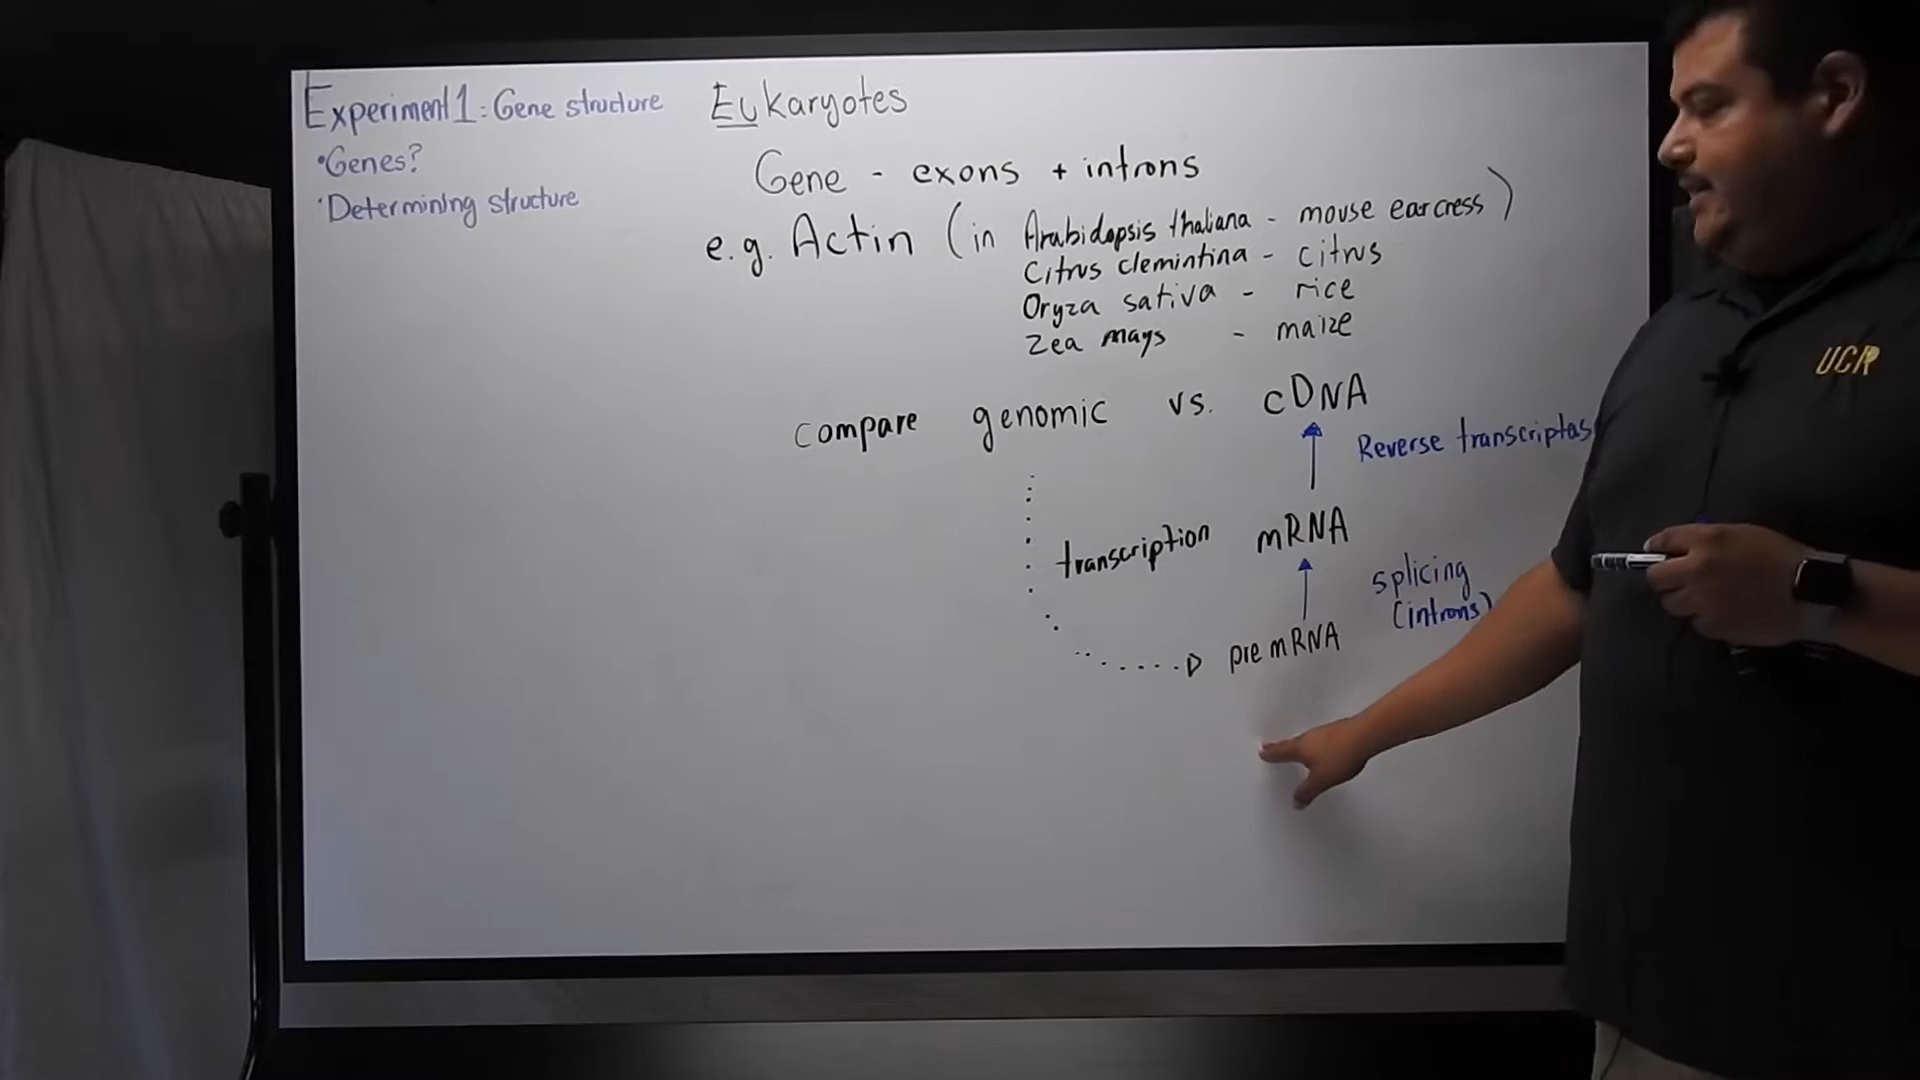 Experiment 1: Gene structure
• Genes?
• Determining structure
Eukaryotes
Gene - exons + introns
e.g. Actin (in Arabidopsis thaliana - mouse ear cress)
Citrus clemintina - citrus
Oryza sativa - rice
Zea mays - maize
compare genomic vs. cDNA
Reverse transcriptas
transcription mRNA
splicing
(introns)
pre mRNA
UCR